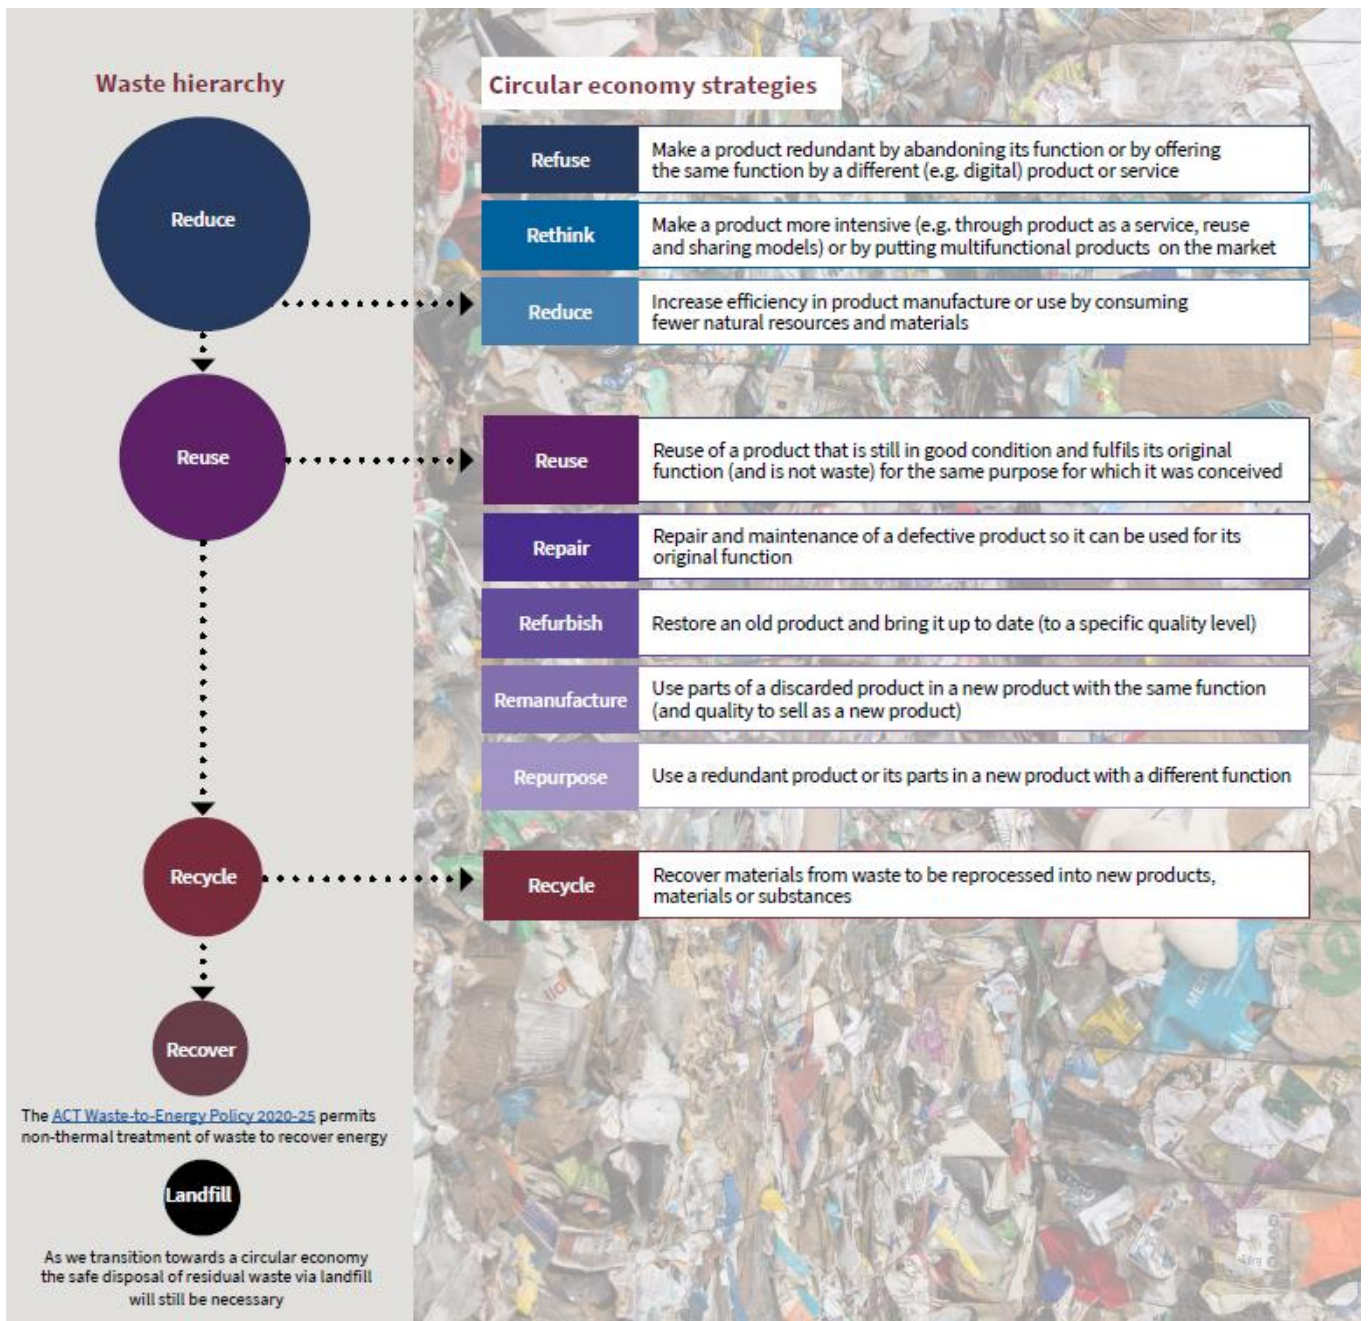 Waste hierarchy
Circular economy strategies
Reduce
Refuse
Make a product redundant by abandoning its function or by offering
the same function by a different (e.g. digital) product or service
Rethink
Make a product more intensive (e.g. through product as a service, reuse
and sharing models) or by putting multifunctional products on the market
Reduce
Increase efficiency in product manufacture or use by consuming
fewer natural resources and materials
Reuse
Reuse
Reuse of a product that is still in good condition and fulfils its original
function (and is not waste) for the same purpose for which it was conceived
Repair
Repair and maintenance of a defective product so it can be used for its
original function
Refurbish
Restore an old product and bring it up to date (to a specific quality level)
Remanufacture
Use parts of a discarded product in a new product with the same function
(and quality to sell as a new product)
Repurpose
Use a redundant product or its parts in a new product with a different function
Recycle
Recycle
Recover materials from waste to be reprocessed into new products,
materials or substances
Recover
The ACT Waste-to-Energy Policy 2020-25 permits
non-thermal treatment of waste to recover energy
Landfill
As we transition towards a circular economy
the safe disposal of residual waste via landfill
will still be necessary